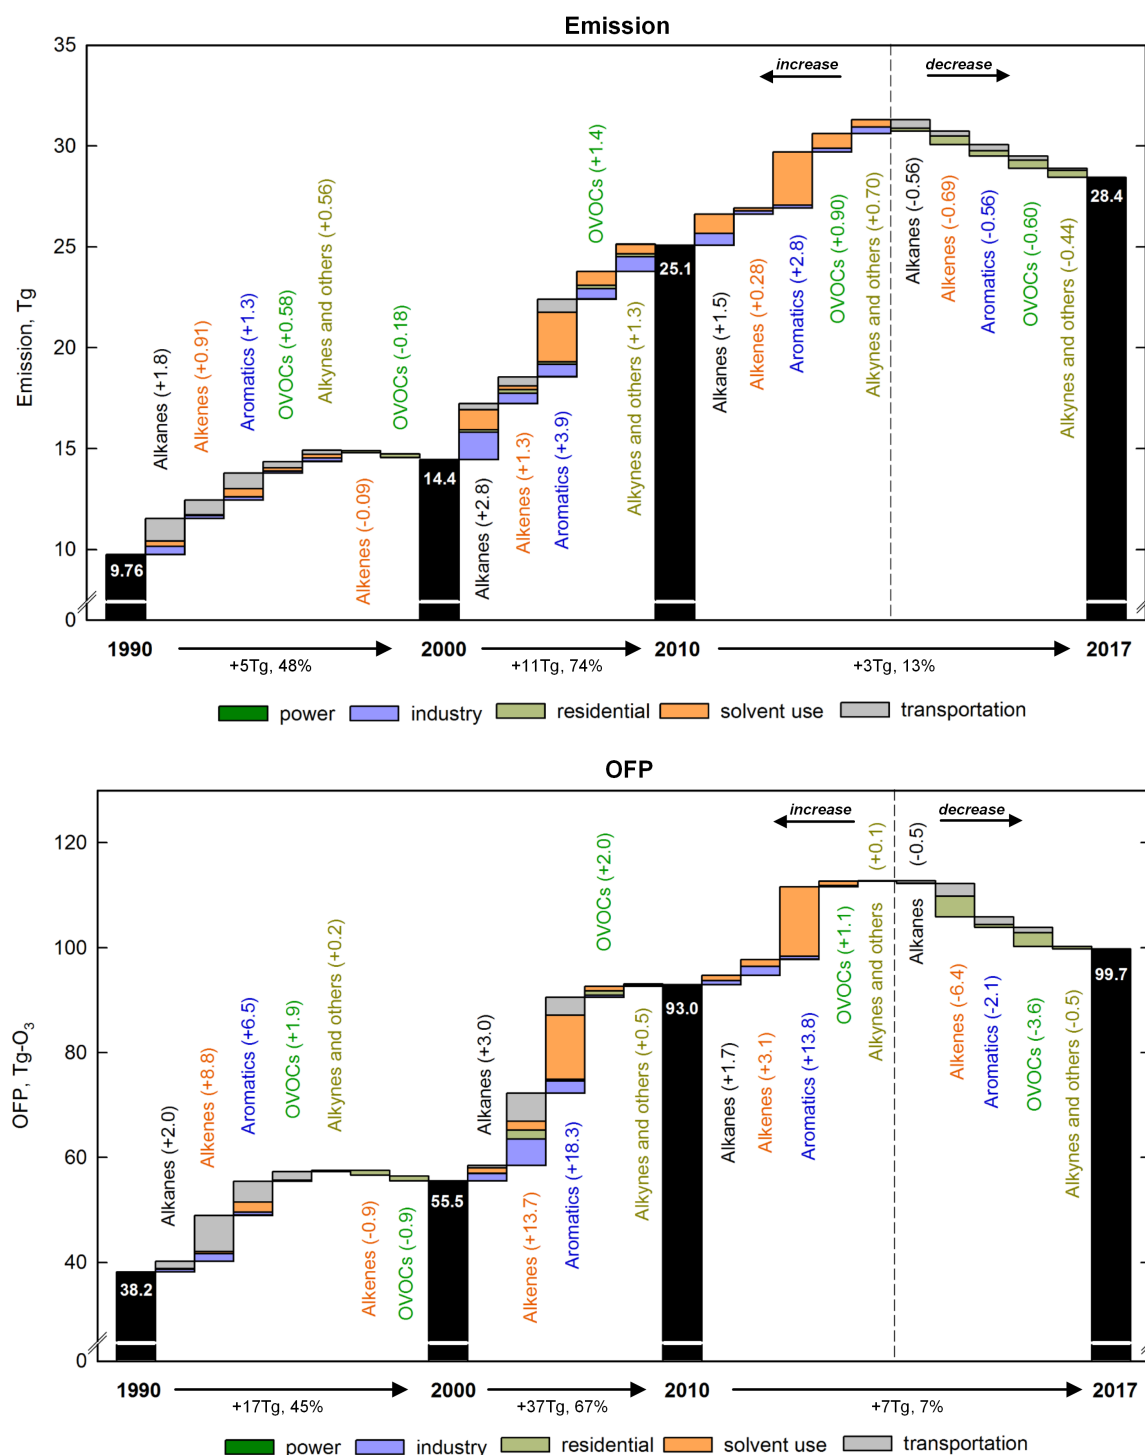 Emission
35
increase
decrease
30
25
20
15
10
0
Emission, Tg
Alkanes (+1.8)
Alkenes (+0.91)
Aromatics (+1.3)
OVOCs (+0.58)
Alkynes and others (+0.56)
Alkenes (-0.09)
OVOCs (-0.18)
Alkanes (+2.8)
Alkenes (+1.3)
Aromatics (+3.9)
OVOCs (+1.4)
Alkynes and others (+1.3)
Alkanes (+1.5)
Alkenes (+0.28)
Aromatics (+2.8)
OVOCs (+0.90)
Alkynes and others (+0.70)
Alkanes (-0.56)
Alkenes (-0.69)
Aromatics (-0.56)
OVOCs (-0.60)
Alkynes and others (-0.44)
9.76
14.4
25.1
28.4
1990
2000
2010
2017
+5Tg, 48%
+11Tg, 74%
+3Tg, 13%
power
industry
residential
solvent use
transportation
OFP
increase
decrease
120
100
80
60
40
0
OFP, Tg-O₃
Alkanes (+2.0)
Alkenes (+8.8)
Aromatics (+6.5)
OVOCs (+1.9)
Alkynes and others (+0.2)
Alkenes (-0.9)
OVOCs (-0.9)
Alkanes (+3.0)
Alkenes (+13.7)
Aromatics (+18.3)
OVOCs (+2.0)
Alkynes and others (+0.5)
Alkanes (+1.7)
Alkenes (+3.1)
Aromatics (+13.8)
OVOCs (+1.1)
Alkynes and others (+0.1)
Alkanes (-0.5)
Alkenes (-6.4)
Aromatics (-2.1)
OVOCs (-3.6)
Alkynes and others (-0.5)
38.2
55.5
93.0
99.7
1990
2000
2010
2017
+17Tg, 45%
+37Tg, 67%
+7Tg, 7%
power
industry
residential
solvent use
transportation